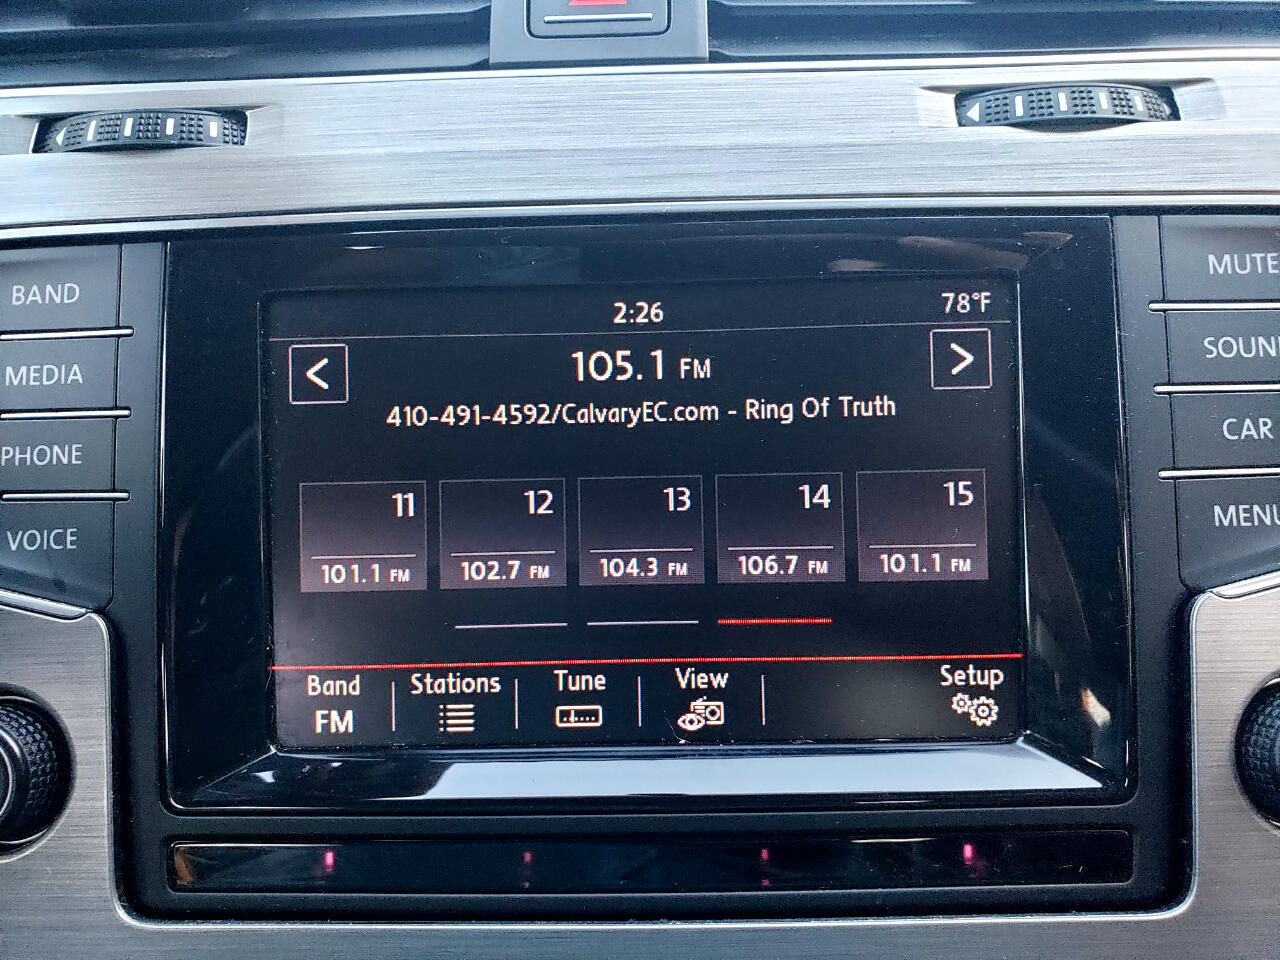 BAND
MEDIA
PHONE
VOICE
2:26
78°F
105.1 FM
410-491-4592/CalvaryEC.com - Ring Of Truth
11
12
13
14
15
101.1 FM
102.7 FM
104.3 FM
106.7 FM
101.1 FM
Band
Stations
Tune
View
Setup
FM
MUTE
SOUN
CAR
MENU